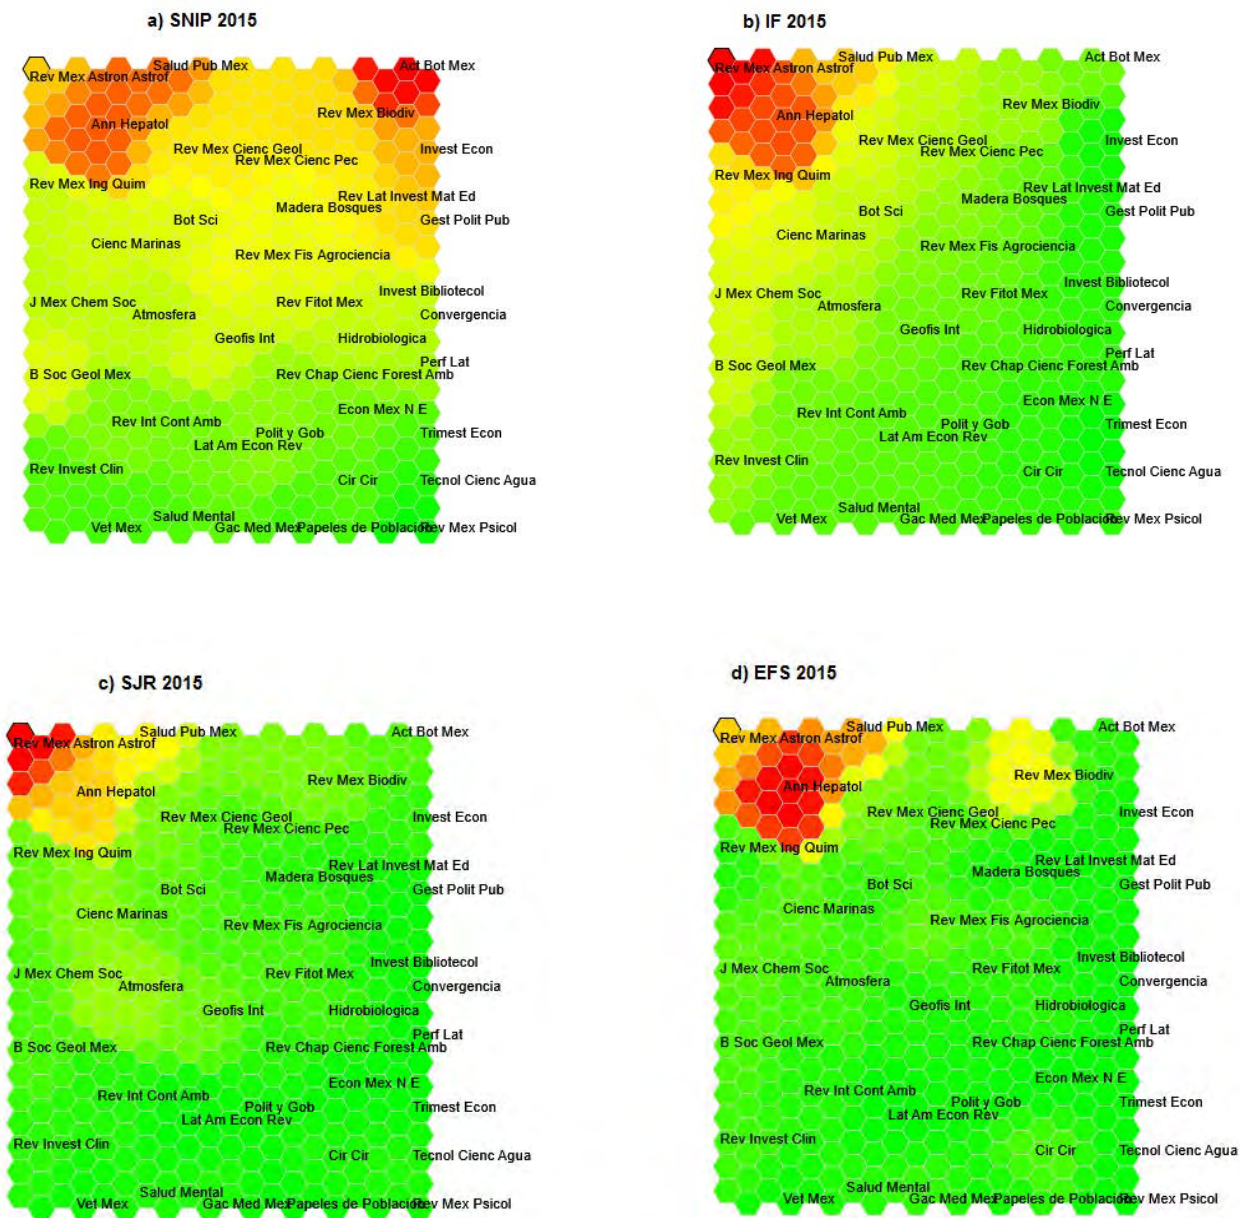 a) SNIP 2015
Salud Pub Mex
Act Bot Mex
Rev Mex Astron Astrof
Rev Mex Biodiv
Ann Hepatol
Rev Mex Cienc Geol
Invest Econ
Rev Mex Cienc Pec
Rev Mex Ing Quim
Rev Lat Invest Mat Ed
Madera Bosques
Bot Sci
Gest Polit Pub
Cienc Marinas
Rev Mex Fis Agrociencia
Invest Bibliotecol
J Mex Chem Soc
Rev Fitot Mex
Atmosfera
Convergencia
Geofis Int
Hidrobiologica
Perf Lat
B Soc Geol Mex
Rev Chap Cienc Forest Amb
Econ Mex N E
Rev Int Cont Amb
Polit y Gob
Trimest Econ
Lat Am Econ Rev
Rev Invest Clin
Cir Cir
Tecnol Cienc Agua
Salud Mental
Vet Mex
Gac Med Mex
Papeles de Poblacion
Rev Mex Psicol
b) IF 2015
Salud Pub Mex
Act Bot Mex
Rev Mex Astron Astrof
Rev Mex Biodiv
Ann Hepatol
Rev Mex Cienc Geol
Invest Econ
Rev Mex Cienc Pec
Rev Mex Ing Quim
Rev Lat Invest Mat Ed
Madera Bosques
Bot Sci
Gest Polit Pub
Cienc Marinas
Rev Mex Fis Agrociencia
Invest Bibliotecol
J Mex Chem Soc
Rev Fitot Mex
Atmosfera
Convergencia
Geofis Int
Hidrobiologica
Perf Lat
B Soc Geol Mex
Rev Chap Cienc Forest Amb
Econ Mex N E
Rev Int Cont Amb
Polit y Gob
Trimest Econ
Lat Am Econ Rev
Rev Invest Clin
Cir Cir
Tecnol Cienc Agua
Salud Mental
Vet Mex
Gac Med Mex
Papeles de Poblacion
Rev Mex Psicol
c) SJR 2015
Salud Pub Mex
Act Bot Mex
Rev Mex Astron Astrof
Rev Mex Biodiv
Ann Hepatol
Rev Mex Cienc Geol
Invest Econ
Rev Mex Cienc Pec
Rev Mex Ing Quim
Rev Lat Invest Mat Ed
Madera Bosques
Bot Sci
Gest Polit Pub
Cienc Marinas
Rev Mex Fis Agrociencia
Invest Bibliotecol
J Mex Chem Soc
Rev Fitot Mex
Atmosfera
Convergencia
Geofis Int
Hidrobiologica
Perf Lat
B Soc Geol Mex
Rev Chap Cienc Forest Amb
Econ Mex N E
Rev Int Cont Amb
Polit y Gob
Trimest Econ
Lat Am Econ Rev
Rev Invest Clin
Cir Cir
Tecnol Cienc Agua
Salud Mental
Vet Mex
Gac Med Mex
Papeles de Poblacion
Rev Mex Psicol
d) EFS 2015
Salud Pub Mex
Act Bot Mex
Rev Mex Astron Astrof
Rev Mex Biodiv
Ann Hepatol
Rev Mex Cienc Geol
Invest Econ
Rev Mex Cienc Pec
Rev Mex Ing Quim
Rev Lat Invest Mat Ed
Madera Bosques
Bot Sci
Gest Polit Pub
Cienc Marinas
Rev Mex Fis Agrociencia
Invest Bibliotecol
J Mex Chem Soc
Rev Fitot Mex
Atmosfera
Convergencia
Geofis Int
Hidrobiologica
Perf Lat
B Soc Geol Mex
Rev Chap Cienc Forest Amb
Econ Mex N E
Rev Int Cont Amb
Polit y Gob
Trimest Econ
Lat Am Econ Rev
Rev Invest Clin
Cir Cir
Tecnol Cienc Agua
Salud Mental
Vet Mex
Gac Med Mex
Papeles de Poblacion
Rev Mex Psicol